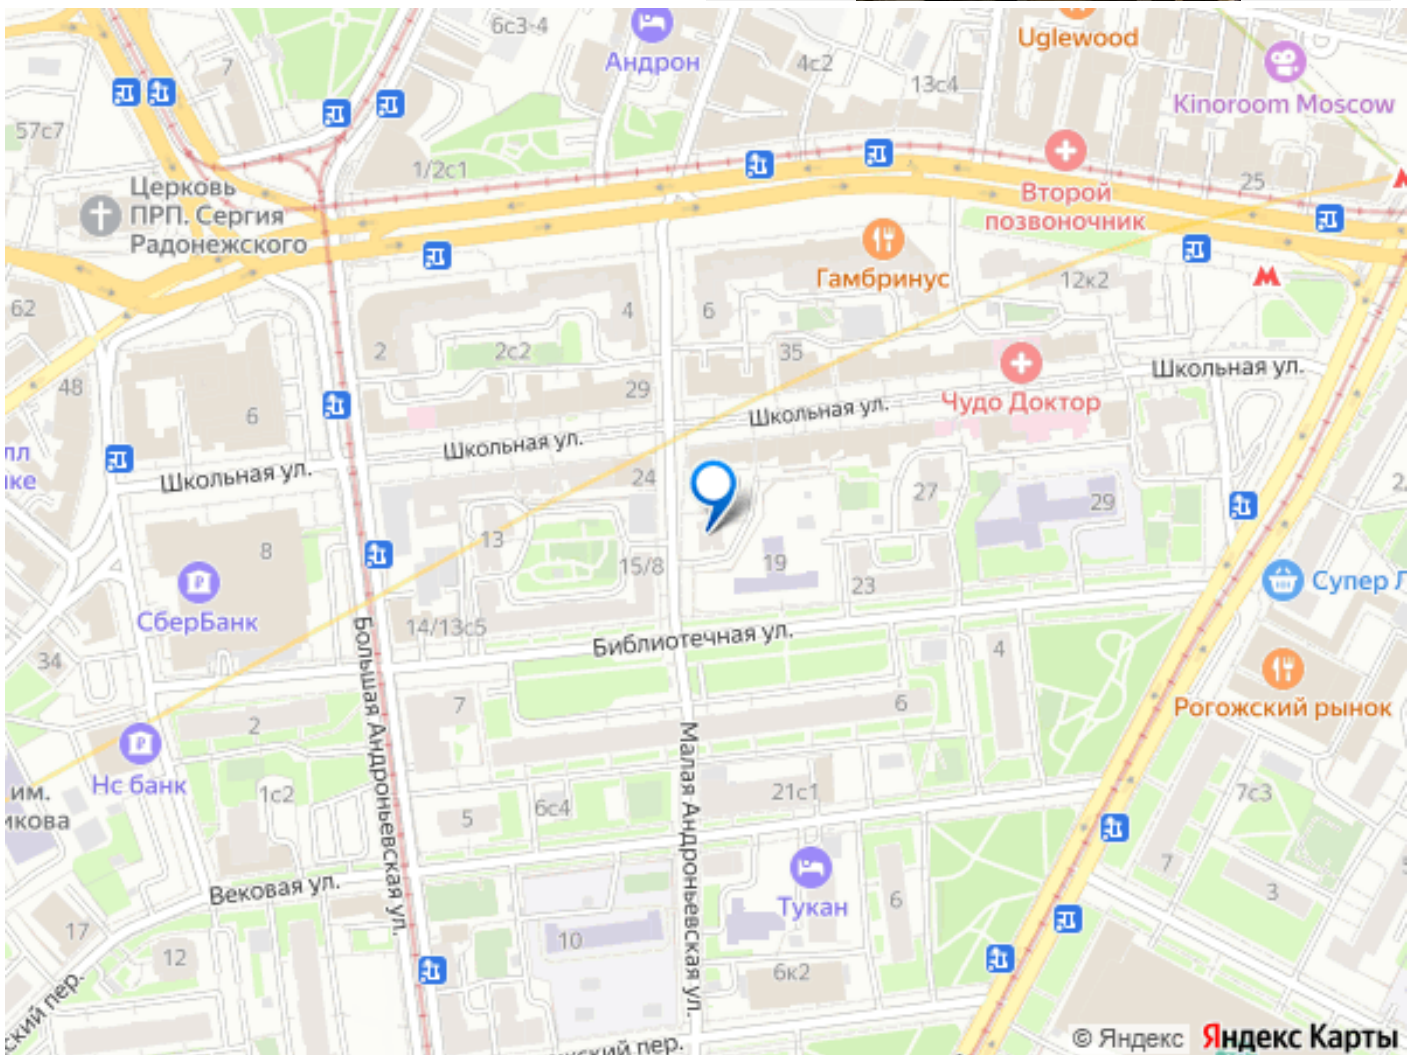 6с3-4
Андрон
Uglewood
4с2
13с4
Kinoroom Moscow
7
57с7
1/2с1
Церковь
ПРП. Сергия
Радонежского
Второй
позвоночник
25
Гамбринус
12к2
62
4
6
2
2с2
35
Школьная ул.
48
29
Чудо Доктор
6
Школьная ул.
Школьная ул.
Школьная ул.
24
27
29
13
8
15/8
19
23
СберБанк
Супер
14/13с5
Библиотечная ул.
34
4
Большая Андроньевская ул.
7
6
Рогожский рынок
2
Малая Андроньевская ул.
Нс банк
им.
1с2
6с4
5
21с1
7с3
7
Вековая ул.
Тукан
6
3
17
12
10
6к2
пер.
пер.
© Яндекс Яндекс Карты